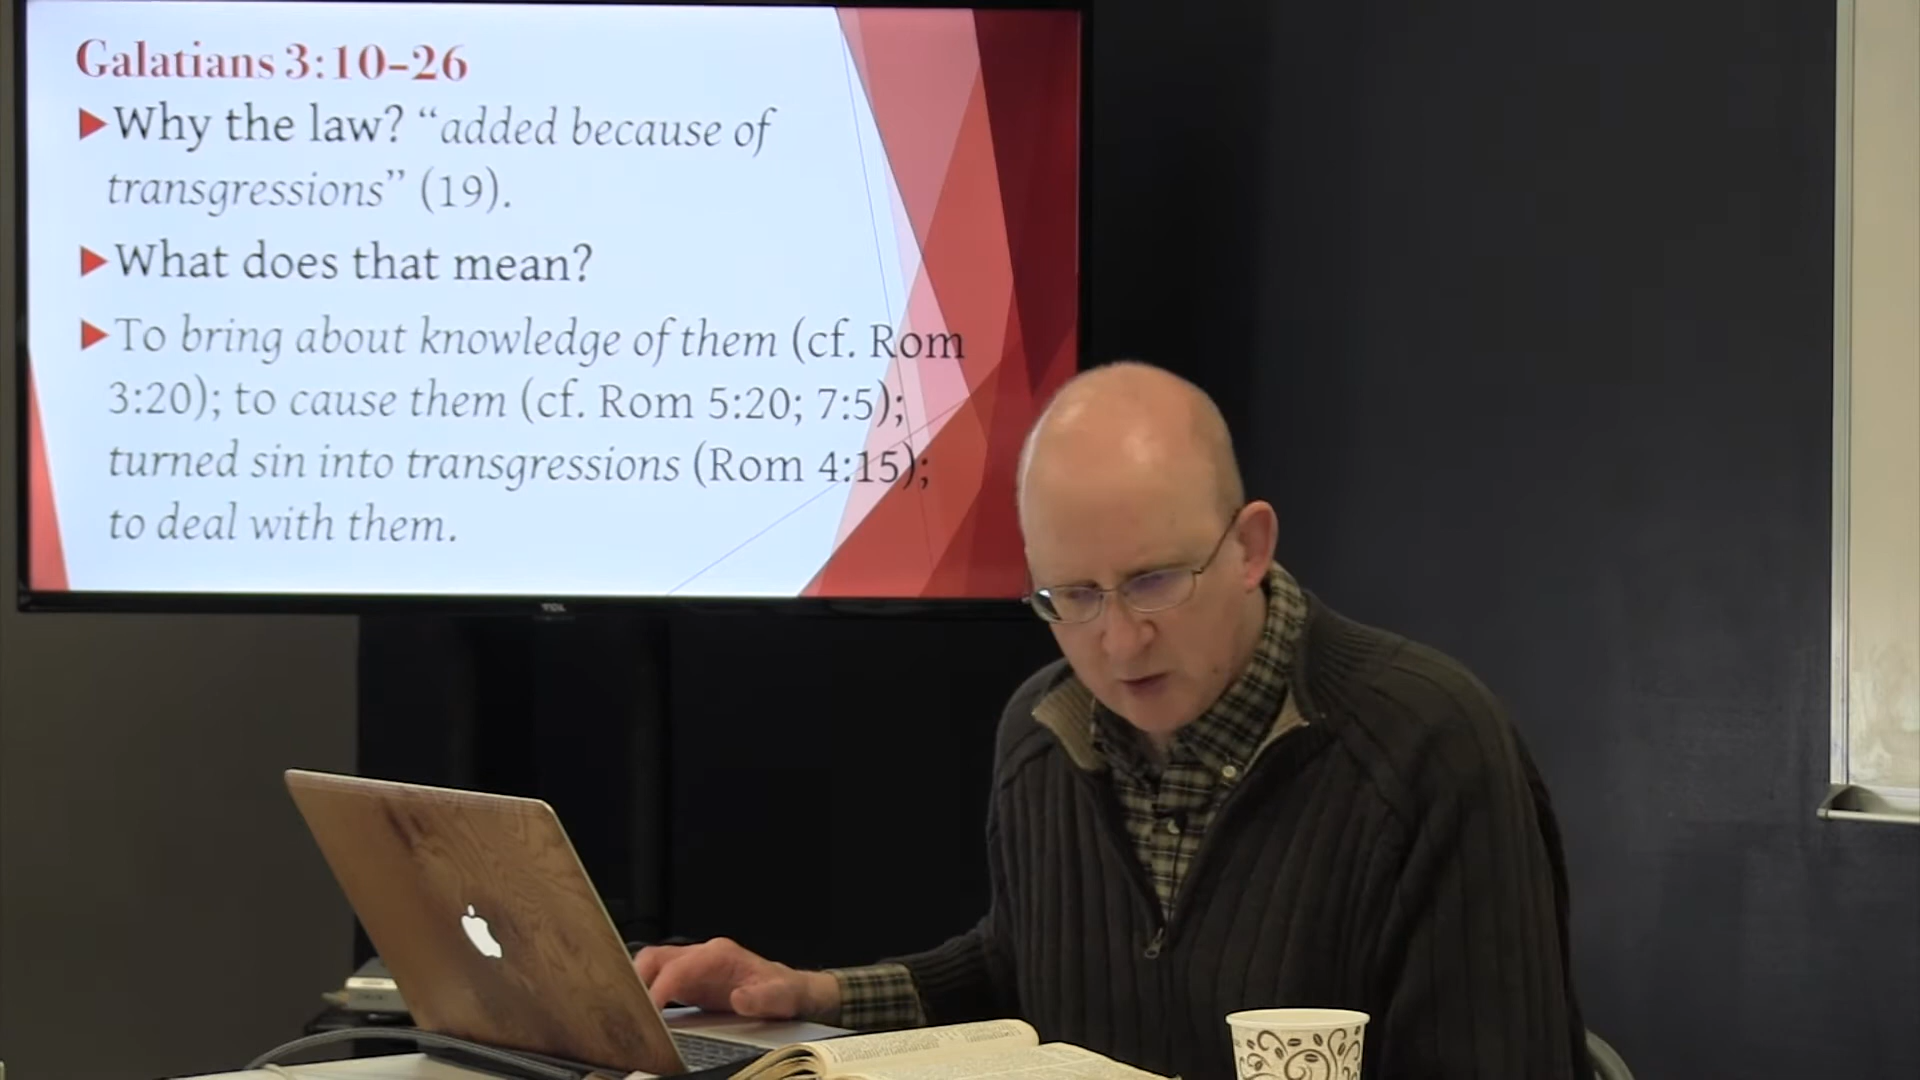 Galatians 3:10–26
Why the law? “added because of
transgressions” (19).
What does that mean?
To bring about knowledge of them (cf. Rom
3:20); to cause them (cf. Rom 5:20; 7:5);
turned sin into transgressions (Rom 4:15);
to deal with them.
TCL